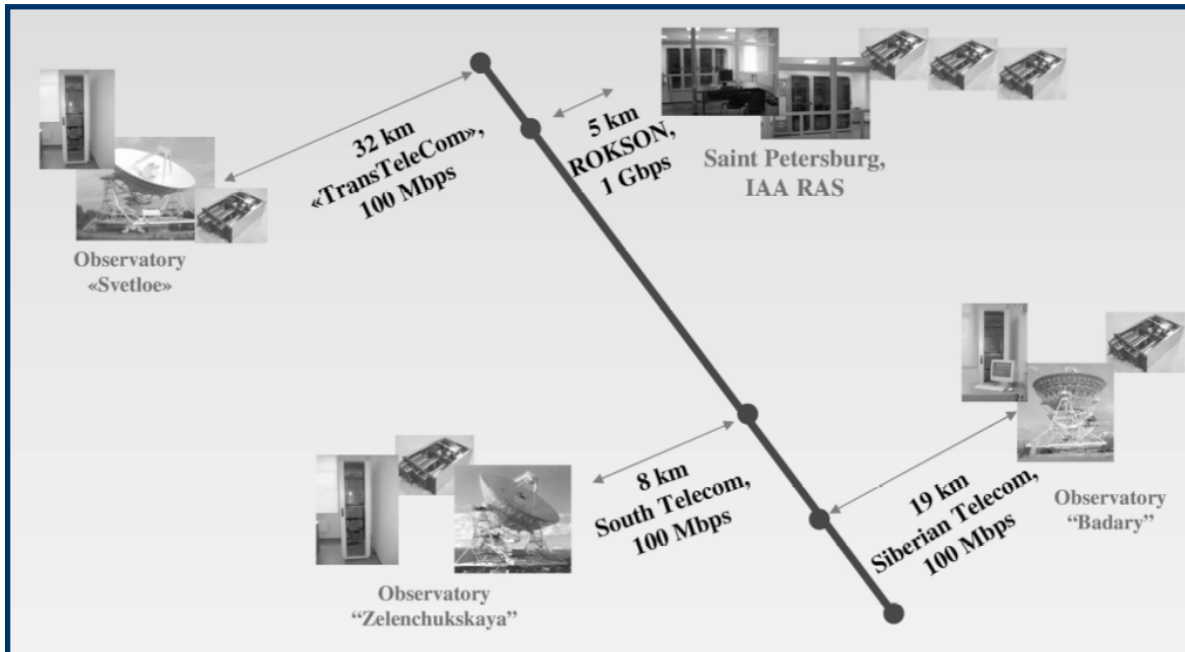 32 km
«TransTeleCom»,
100 Mbps
5 km
ROKSON,
1 Gbps
Saint Petersburg,
IAA RAS
Observatory
«Svetloe»
8 km
South Telecom,
100 Mbps
19 km
Siberian Telecom,
100 Mbps
Observatory
“Badary”
Observatory
“Zelenchukskaya”